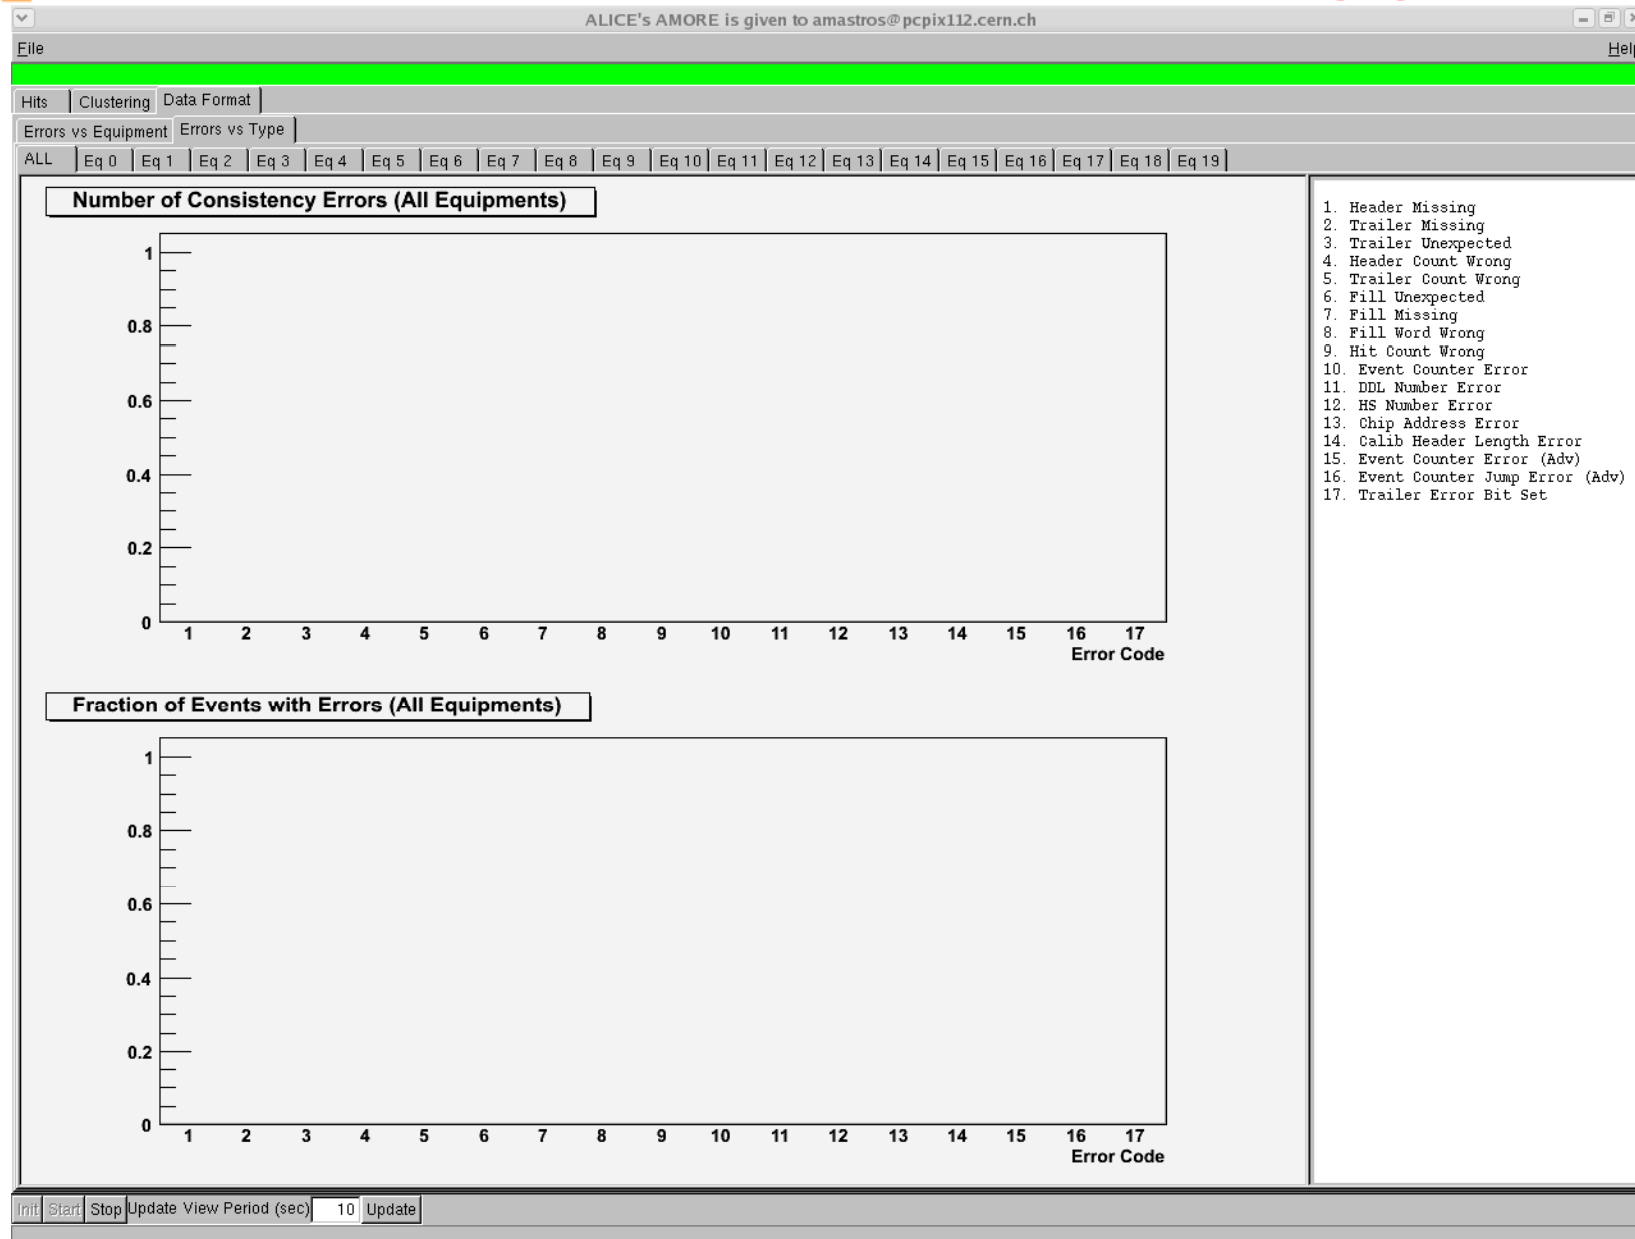 ALICE's AMORE is given to amastros@pcpix112.cern.ch
File
Help
Hits Clustering Data Format
Errors vs Equipment Errors vs Type
ALL Eq 0 Eq 1 Eq 2 Eq 3 Eq 4 Eq 5 Eq 6 Eq 7 Eq 8 Eq 9 Eq 10 Eq 11 Eq 12 Eq 13 Eq 14 Eq 15 Eq 16 Eq 17 Eq 18 Eq 19
Number of Consistency Errors (All Equipments)
1
0.8
0.6
0.4
0.2
0
1 2 3 4 5 6 7 8 9 10 11 12 13 14 15 16 17
Error Code
Fraction of Events with Errors (All Equipments)
1
0.8
0.6
0.4
0.2
0
1 2 3 4 5 6 7 8 9 10 11 12 13 14 15 16 17
Error Code
1. Header Missing
2. Trailer Missing
3. Trailer Unexpected
4. Header Count Wrong
5. Trailer Count Wrong
6. Fill Unexpected
7. Fill Missing
8. Fill Word Wrong
9. Hit Count Wrong
10. Event Counter Error
11. DDL Number Error
12. HS Number Error
13. Chip Address Error
14. Calib Header Length Error
15. Event Counter Error (Adv)
16. Event Counter Jump Error (Adv)
17. Trailer Error Bit Set
Init Start Stop Update View Period (sec) 10 Update